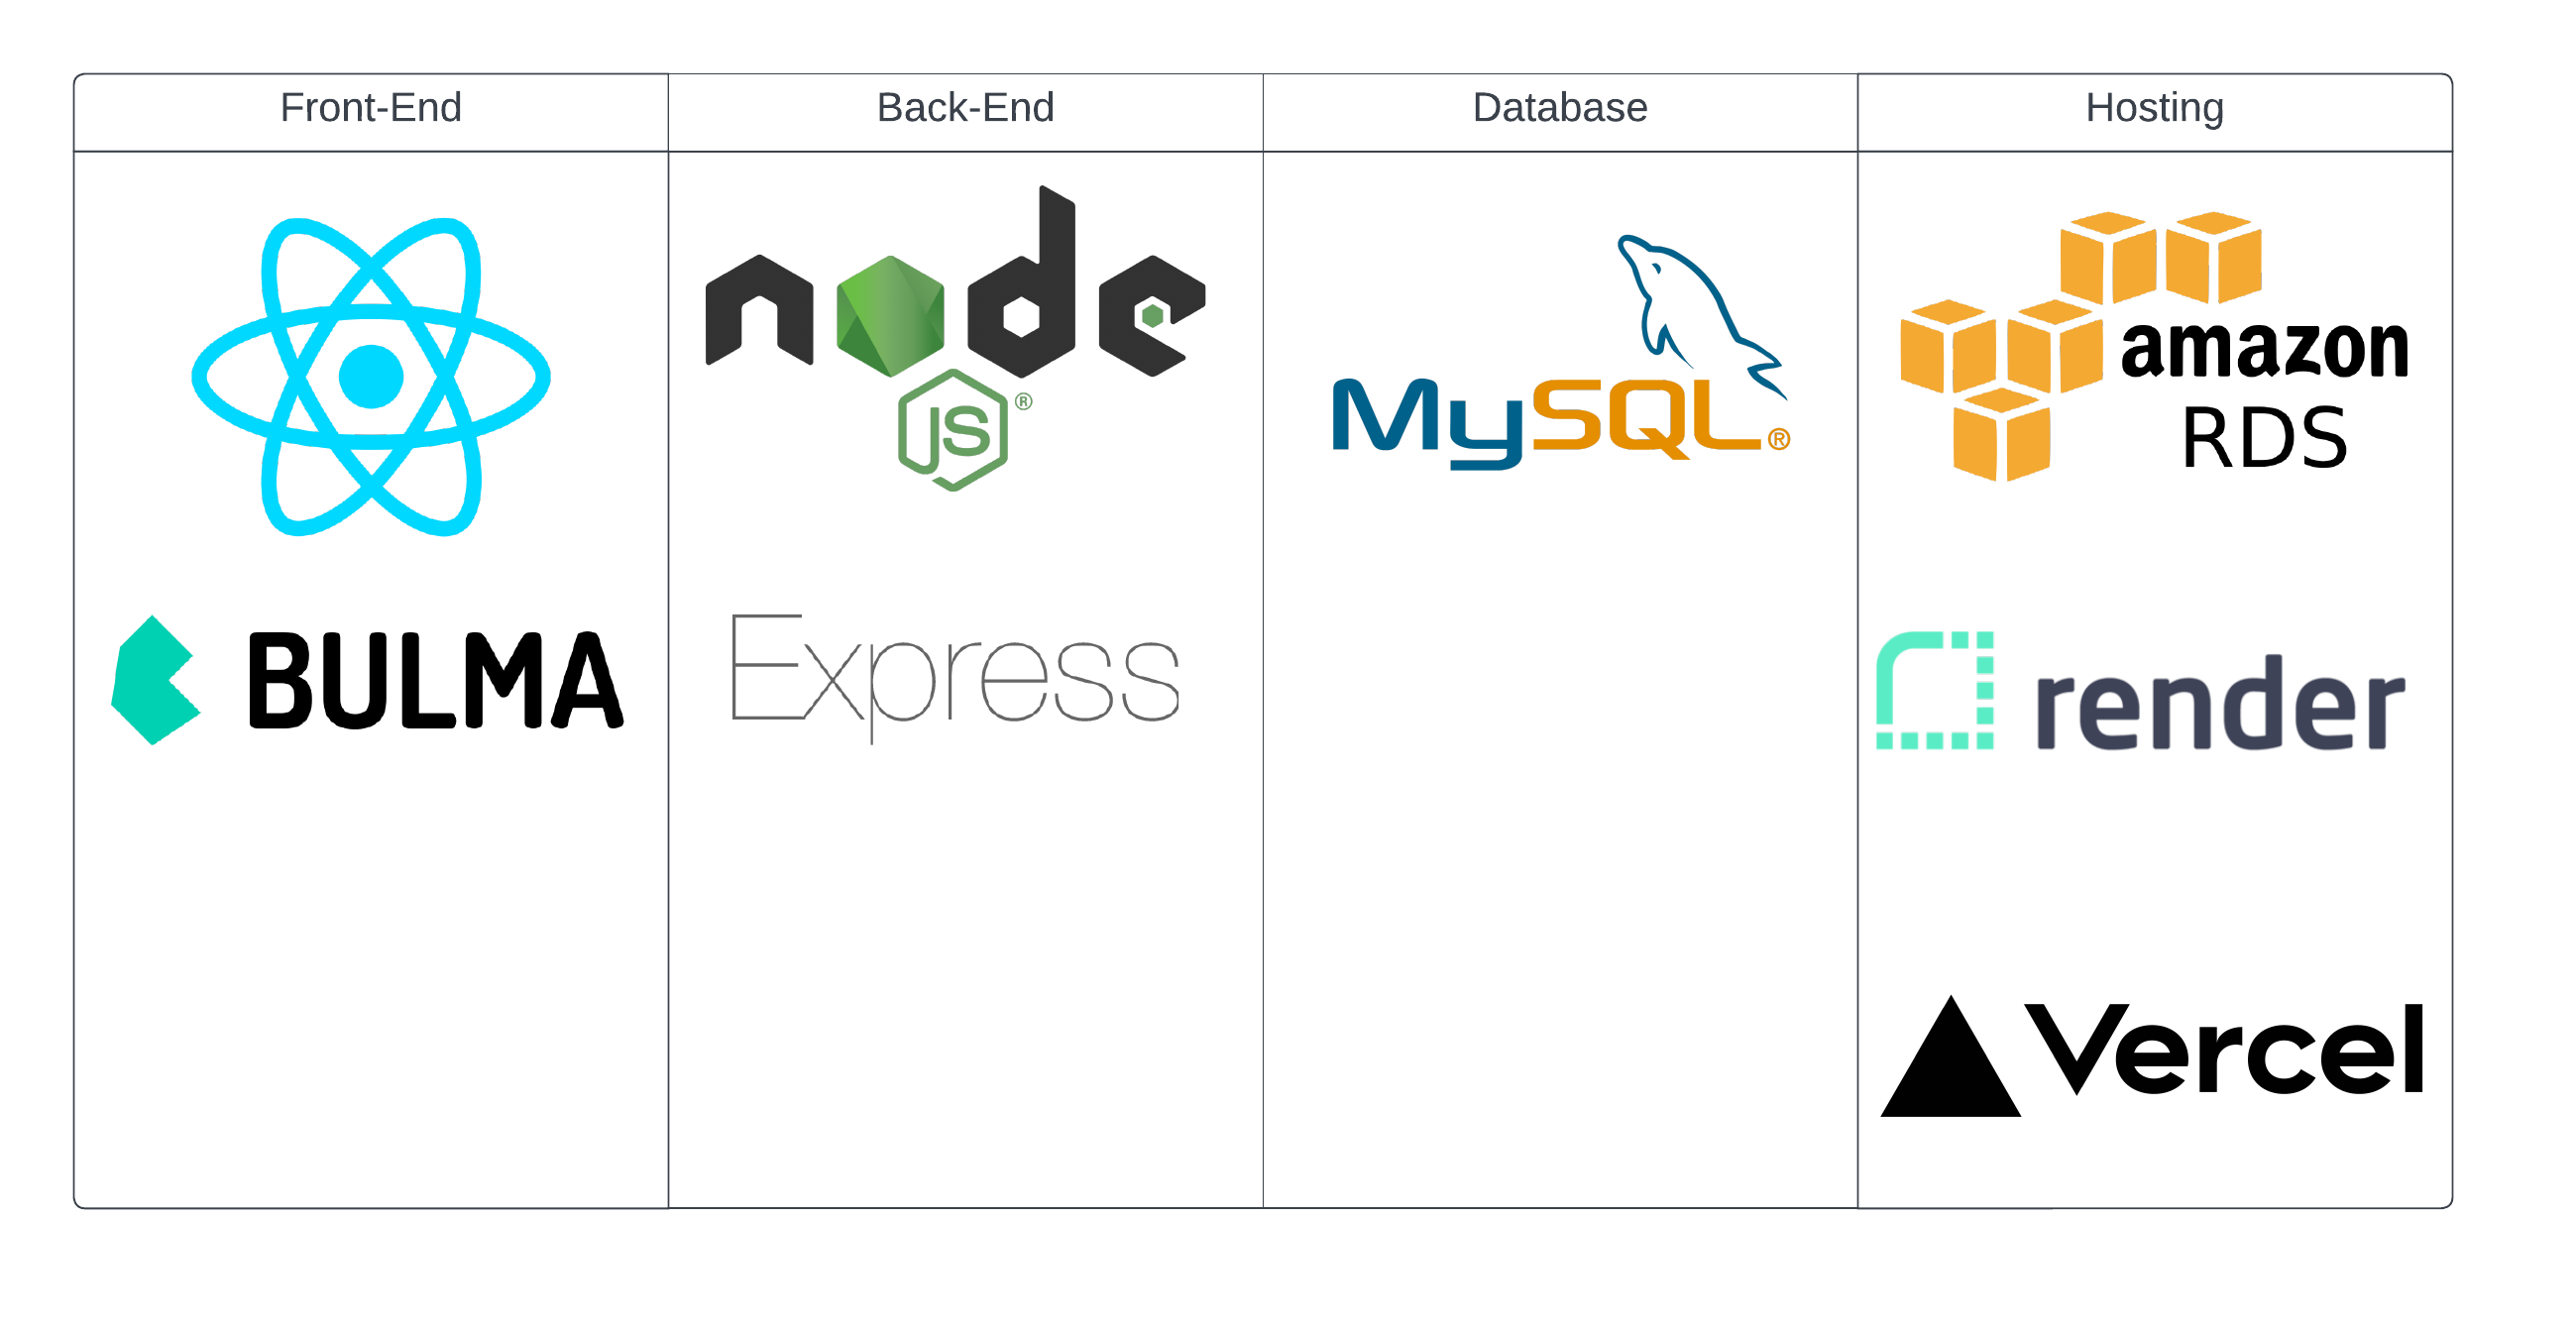 Front-End
Back-End
Database
Hosting
node
JS®
MySQL®
amazon
RDS
BULMA
Express
render
Vercel